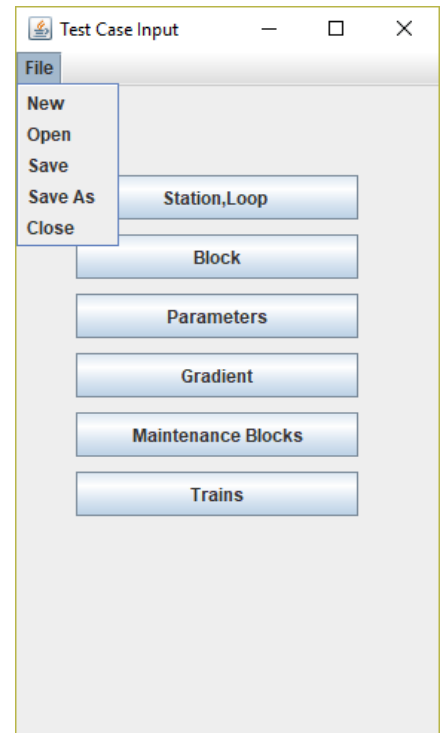 Test Case Input
File
New
Open
Save
Save As
Close
Station,Loop
Block
Parameters
Gradient
Maintenance Blocks
Trains